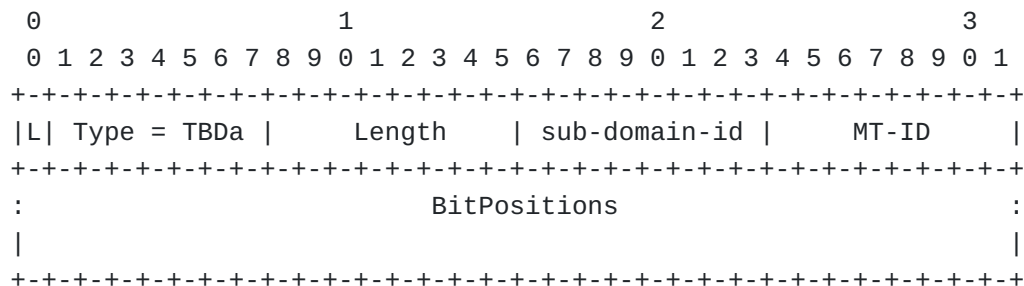 0                   1                   2                   3
 0 1 2 3 4 5 6 7 8 9 0 1 2 3 4 5 6 7 8 9 0 1 2 3 4 5 6 7 8 9 0 1
+-+-+-+-+-+-+-+-+-+-+-+-+-+-+-+-+-+-+-+-+-+-+-+-+-+-+-+-+-+-+-+-+
|L| Type = TBDa |     Length    | sub-domain-id |     MT-ID     |
+-+-+-+-+-+-+-+-+-+-+-+-+-+-+-+-+-+-+-+-+-+-+-+-+-+-+-+-+-+-+-+-+
:                          BitPositions                         :
|                                                               |
+-+-+-+-+-+-+-+-+-+-+-+-+-+-+-+-+-+-+-+-+-+-+-+-+-+-+-+-+-+-+-+-+